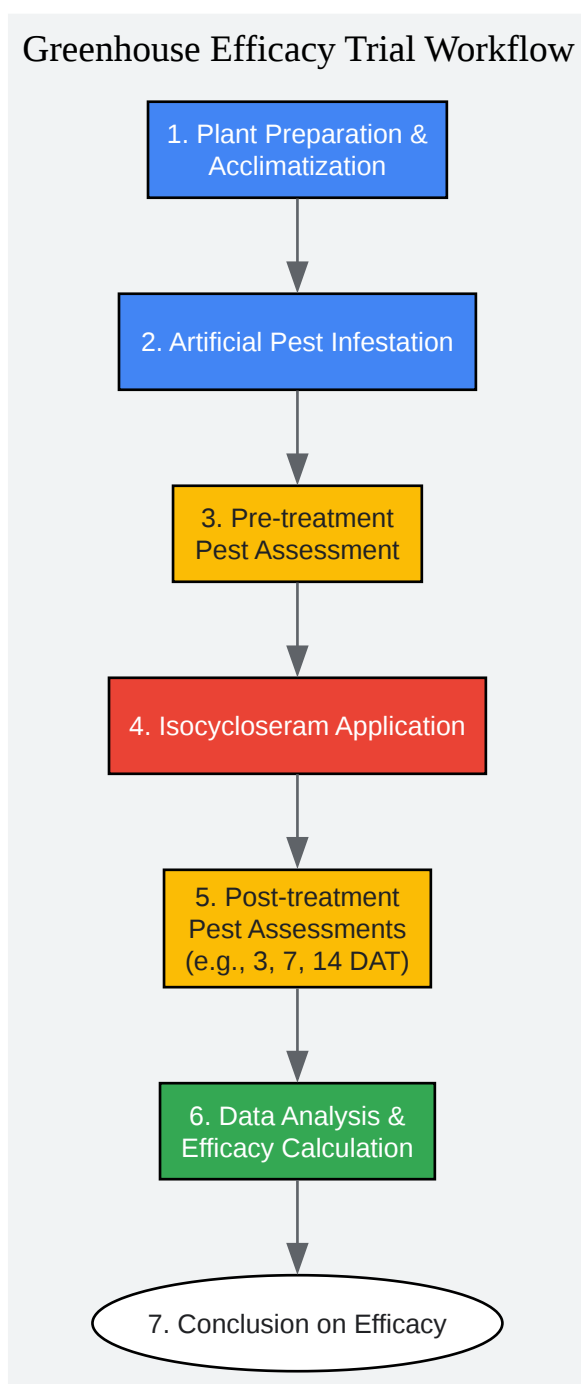 Greenhouse Efficacy Trial Workflow
1. Plant Preparation &
Acclimatization
2. Artificial Pest Infestation
3. Pre-treatment
Pest Assessment
4. Isocycloseram Application
5. Post-treatment
Pest Assessments
(e.g., 3, 7, 14 DAT)
6. Data Analysis &
Efficacy Calculation
7. Conclusion on Efficacy